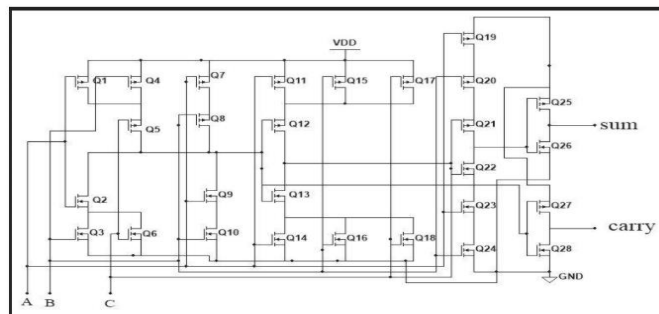 VDD
Q19
Q1 Q4 Q7 Q11 Q15 Q17 Q20
Q25
sum
Q5 Q8 Q12 Q21
Q26
Q22
Q2 Q9 Q13
Q23 Q27
carry
Q3 Q6 Q10 Q14 Q16 Q18
Q24 Q28
GND
A B C